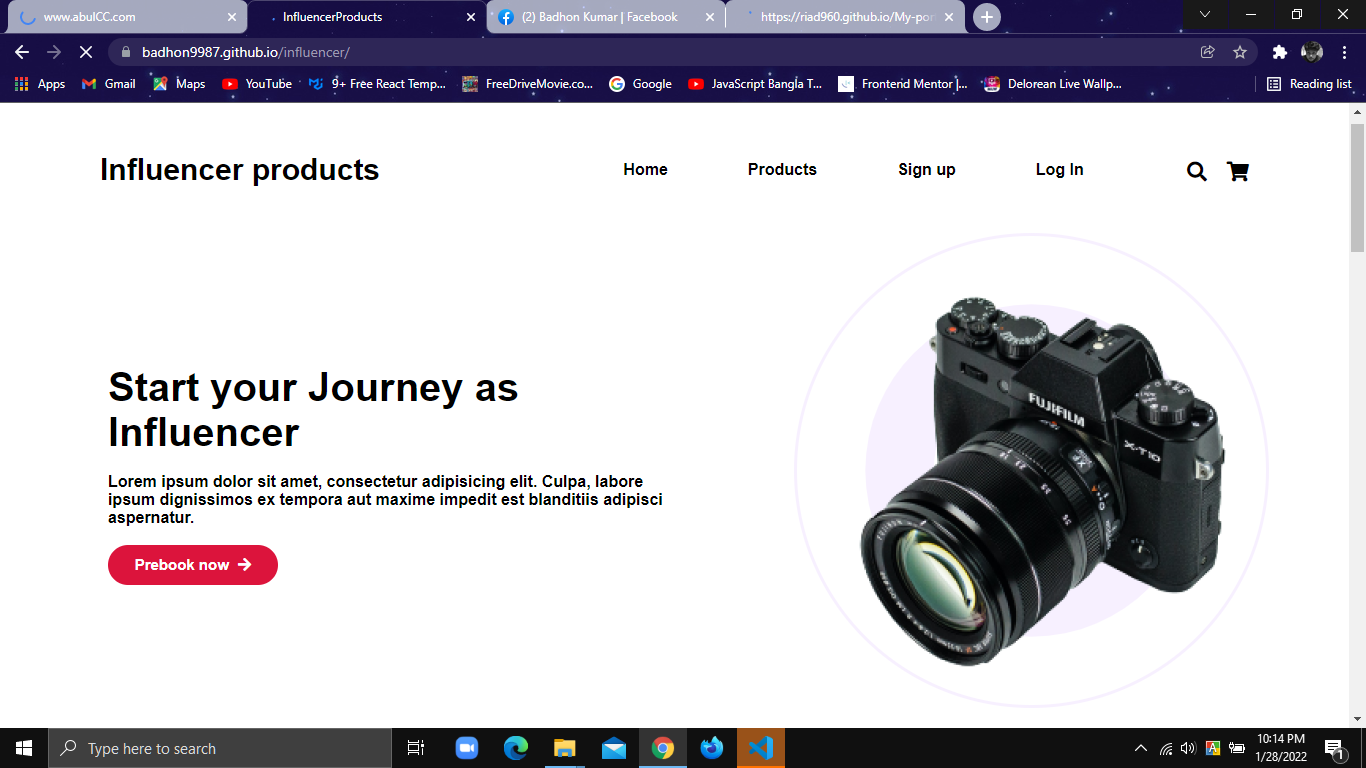 www.abulCC.com
InfluencerProducts
(2) Badhon Kumar | Facebook
https://riad960.github.io/My-por
badhon9987.github.io/influencer/
Apps
Gmail
Maps
YouTube
9+ Free React Temp...
FreeDriveMovie.co...
Google
JavaScript Bangla T...
Frontend Mentor |...
Delorean Live Wallp...
Reading list
Influencer products
Home
Products
Sign up
Log In
Start your Journey as
Influencer
Lorem ipsum dolor sit amet, consectetur adipisicing elit. Culpa, labore
ipsum dignissimos ex tempora aut maxime impedit est blanditiis adipisci
aspernatur.
Prebook now
FUJIFILM
X-T10
XF
Type here to search
10:14 PM
1/28/2022
1